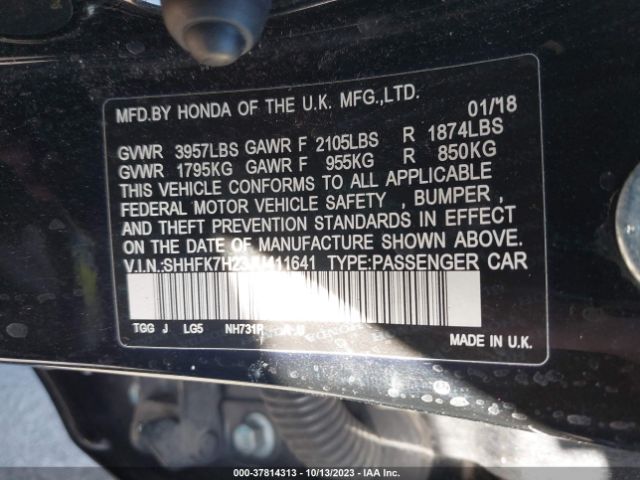 MFD.BY HONDA OF THE U.K. MFG.,LTD. 01/'18
GVWR 3957LBS GAWR F 2105LBS R 1874LBS
GVWR 1795KG GAWR F 955KG R 850KG
THIS VEHICLE CONFORMS TO ALL APPLICABLE
FEDERAL MOTOR VEHICLE SAFETY , BUMPER ,
AND THEFT PREVENTION STANDARDS IN EFFECT
ON THE DATE OF MANUFACTURE SHOWN ABOVE.
V.I.N.: TYPE:PASSENGER CAR
TGG J LG5
MADE IN U.K.
000-37814313 - 10/13/2023 - IAA Inc.